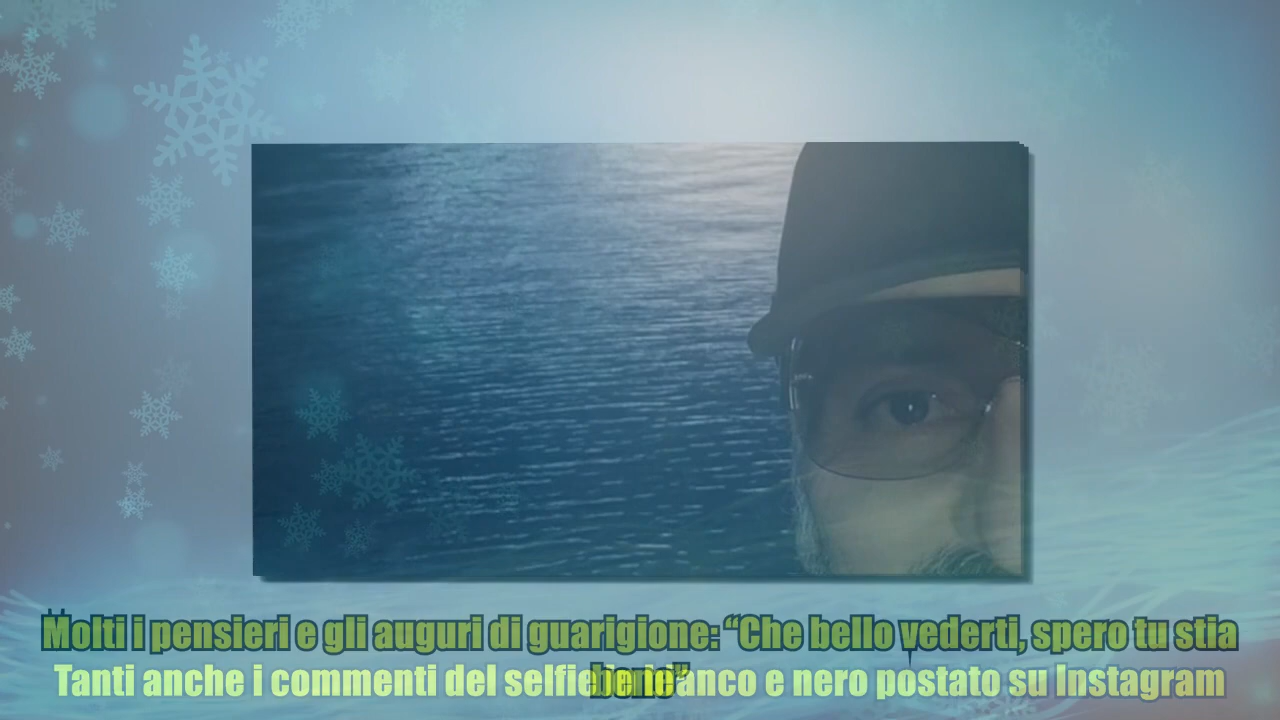 Molti i pensieri e gli auguri di guarigione: “Che bello vederti, spero tu stia
bene”
Tanti anche i commenti del selfie anco e nero postato su Instagram